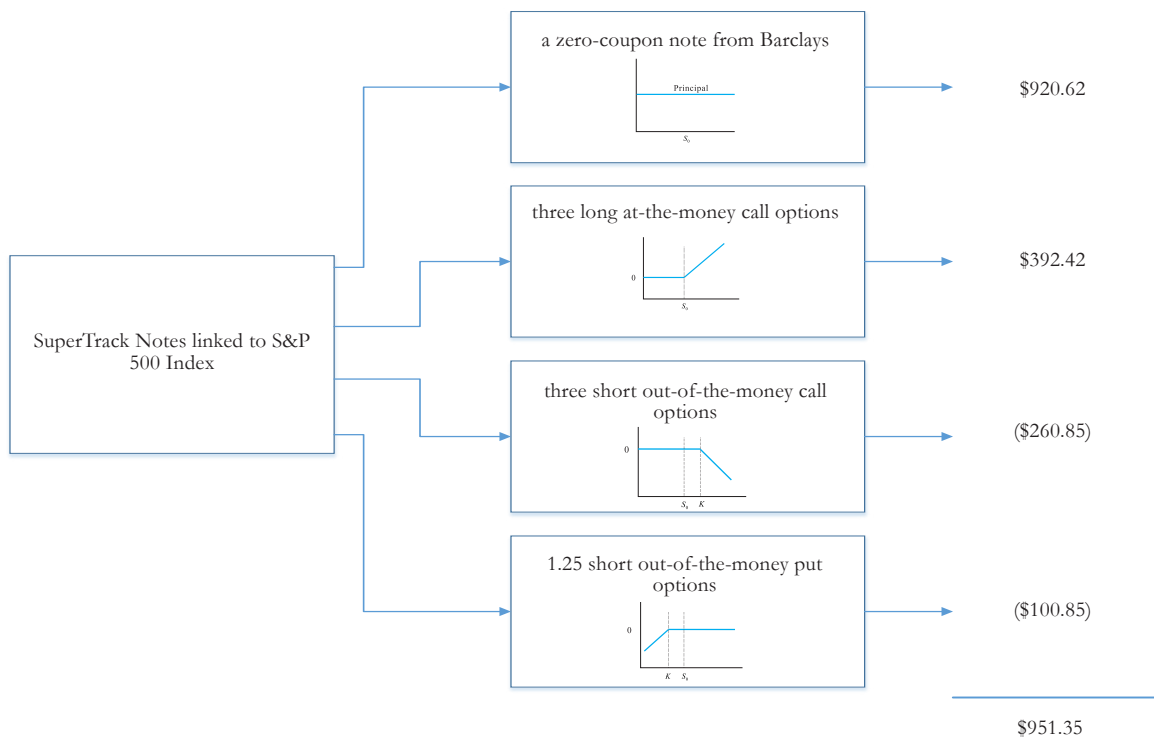 a zero-coupon note from Barclays
Principal
S₀
$920.62
three long at-the-money call options
0
S₀
$392.42
SuperTrack Notes linked to S&P
500 Index
three short out-of-the-money call
options
0
S₀ K
($260.85)
1.25 short out-of-the-money put
options
0
K S₀
($100.85)
$951.35